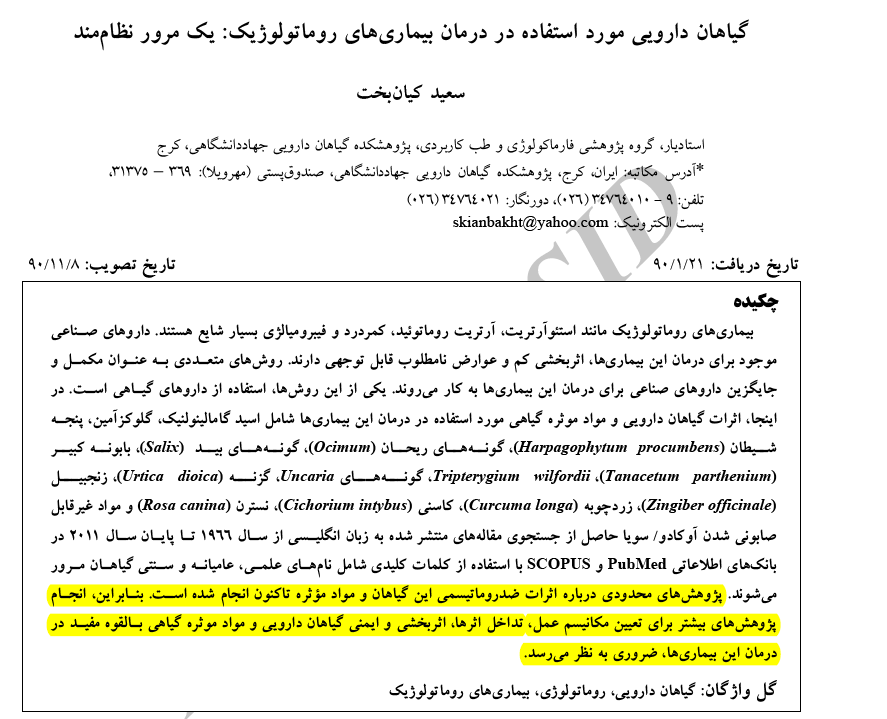 گیاهان دارویی مورد استفاده در درمان بیماری‌های روماتولوژیک: یک مرور نظام‌مند
سعید کیان‌بخت
استادیار، گروه پژوهشی فارماکولوژی و طب کاربردی، پژوهشکده گیاهان دارویی جهاددانشگاهی، کرج
*آدرس مکاتبه: ایران، کرج، پژوهشکده گیاهان دارویی جهاددانشگاهی، صندوق‌پستی (مهرویلا): ۳۶۹ – ۳۱۳۷۵،
تلفن: ۹ – ۳۴۷۶۴۰۱۰ (۰۲۶)، دورنگار: ۳۴۷۶۴۰۲۱ (۰۲۶)
پست الکترونیک: skianbakht@yahoo.com
تاریخ دریافت: ۹۰/۱/۲۱ تاریخ تصویب: ۹۰/۱۱/۸
چکیده
بیماری‌های روماتولوژیک مانند استئوآرتریت، آرتریت روماتوئید، کمردرد و فیبرومیالژی بسیار شایع هستند. داروهای صناعی
موجود برای درمان این بیماری‌ها، اثربخشی کم و عوارض نامطلوب قابل توجهی دارند. روش‌های متعددی به عنوان مکمل و
جایگزین داروهای صناعی برای درمان این بیماری‌ها به کار می‌روند. یکی از این روش‌ها، استفاده از داروهای گیاهی است. در
اینجا، اثرات گیاهان دارویی و مواد موثره گیاهی مورد استفاده در درمان این بیماری‌ها شامل اسید گامالینولنیک، گلوکزآمین، پنجه
شیطان (Harpagophytum procumbens)، گونه‌های ریحان (Ocimum)، گونه‌های بید (Salix)، بابونه کبیر
(Tanacetum parthenium)، Tripterygium wilfordii، گونه‌های Uncaria، گزنه (Urtica dioica)، زنجبیل
(Zingiber officinale)، زردچوبه (Curcuma longa)، کاسنی (Cichorium intybus)، نسترن (Rosa canina) و مواد غیرقابل
صابونی شدن آوکادو/ سویا حاصل از جستجوی مقاله‌های منتشر شده به زبان انگلیسی از سال ۱۹۶۶ تا پایان سال ۲۰۱۱ در
بانک‌های اطلاعاتی PubMed و SCOPUS با استفاده از کلمات کلیدی شامل نام‌های علمی، عامیانه و سنتی گیاهان مرور
می‌شوند. پژوهش‌های محدودی درباره اثرات ضدروماتیسمی این گیاهان و مواد مؤثره تاکنون انجام شده است. بنابراین، انجام
پژوهش‌های بیشتر برای تعیین مکانیسم عمل، تداخل اثرها، اثربخشی و ایمنی گیاهان دارویی و مواد موثره گیاهی بالقوه مفید در
درمان این بیماری‌ها، ضروری به نظر می‌رسد.
گل واژگان: گیاهان دارویی، روماتولوژی، بیماری‌های روماتولوژیک
SID